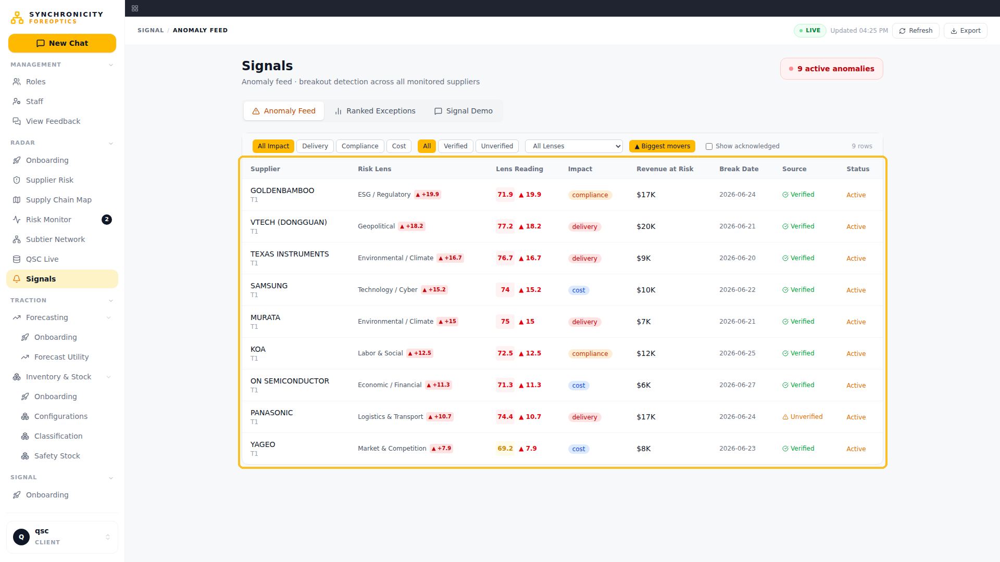 SYNCHRONICITY
FOREOPTICS
New Chat
MANAGEMENT
Roles
Staff
View Feedback
RADAR
Onboarding
Supplier Risk
Supply Chain Map
Risk Monitor 2
Subtier Network
QSC Live
Signals
TRACTION
Forecasting
Onboarding
Forecast Utility
Inventory & Stock
Onboarding
Configurations
Classification
Safety Stock
SIGNAL
Onboarding
Q qsc
CLIENT
SIGNAL / ANOMALY FEED
LIVE Updated 04:25 PM Refresh Export
Signals
Anomaly feed · breakout detection across all monitored suppliers
9 active anomalies
Anomaly Feed Ranked Exceptions Signal Demo
All Impact Delivery Compliance Cost All Verified Unverified All Lenses ▲ Biggest movers Show acknowledged 9 rows
Supplier Risk Lens Lens Reading Impact Revenue at Risk Break Date Source Status
GOLDENBAMBOO
T1
ESG / Regulatory ▲ +19.9 71.9 ▲ 19.9 compliance $17K 2026-06-24 Verified Active
VTECH (DONGGUAN)
T1
Geopolitical ▲ +18.2 77.2 ▲ 18.2 delivery $20K 2026-06-21 Verified Active
TEXAS INSTRUMENTS
T1
Environmental / Climate ▲ +16.7 76.7 ▲ 16.7 delivery $9K 2026-06-20 Verified Active
SAMSUNG
T1
Technology / Cyber ▲ +15.2 74 ▲ 15.2 cost $10K 2026-06-22 Verified Active
MURATA
T1
Environmental / Climate ▲ +15 75 ▲ 15 delivery $7K 2026-06-21 Verified Active
KOA
T1
Labor & Social ▲ +12.5 72.5 ▲ 12.5 compliance $12K 2026-06-25 Verified Active
ON SEMICONDUCTOR
T1
Economic / Financial ▲ +11.3 71.3 ▲ 11.3 cost $6K 2026-06-27 Verified Active
PANASONIC
T1
Logistics & Transport ▲ +10.7 74.4 ▲ 10.7 delivery $17K 2026-06-24 Unverified Active
YAGEO
T1
Market & Competition ▲ +7.9 69.2 ▲ 7.9 cost $8K 2026-06-23 Verified Active